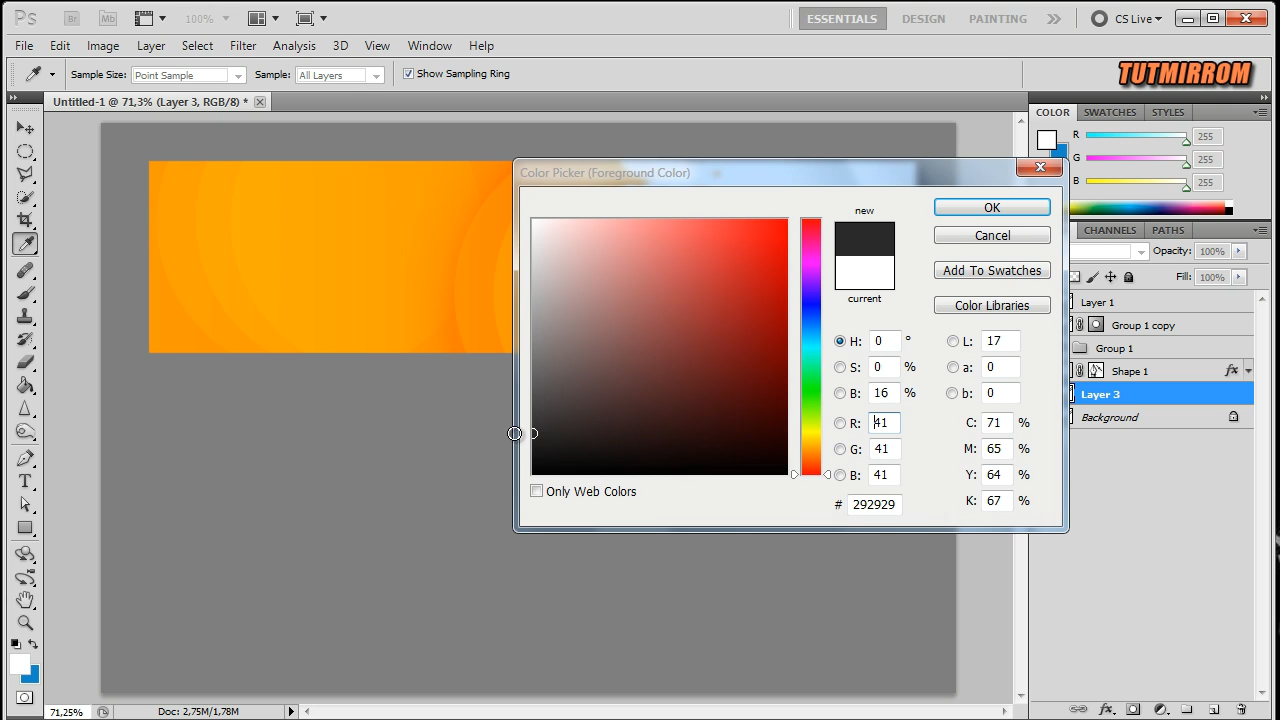 Ps Br Mb 100% ESSENTIALS DESIGN PAINTING CS Live
File Edit Image Layer Select Filter Analysis 3D View Window Help
Sample Size: Point Sample Sample: All Layers Show Sampling Ring
TUTMIRROM
Untitled-1 @ 71,3% (Layer 3, RGB/8) *
COLOR SWATCHES STYLES
R 255
G 255
B 255
Color Picker (Foreground Color)
new
current
OK
Cancel
Add To Swatches
Color Libraries
H: 0 °
S: 0 %
B: 16 %
R: 41
G: 41
B: 41
# 292929
L: 17
a: 0
b: 0
C: 71 %
M: 65 %
Y: 64 %
K: 67 %
Only Web Colors
CHANNELS PATHS
Opacity: 100%
Fill: 100%
Layer 1
Group 1 copy
Group 1
Shape 1 fx
Layer 3
Background
T
71,25% Doc: 2,75M/1,78M
fx